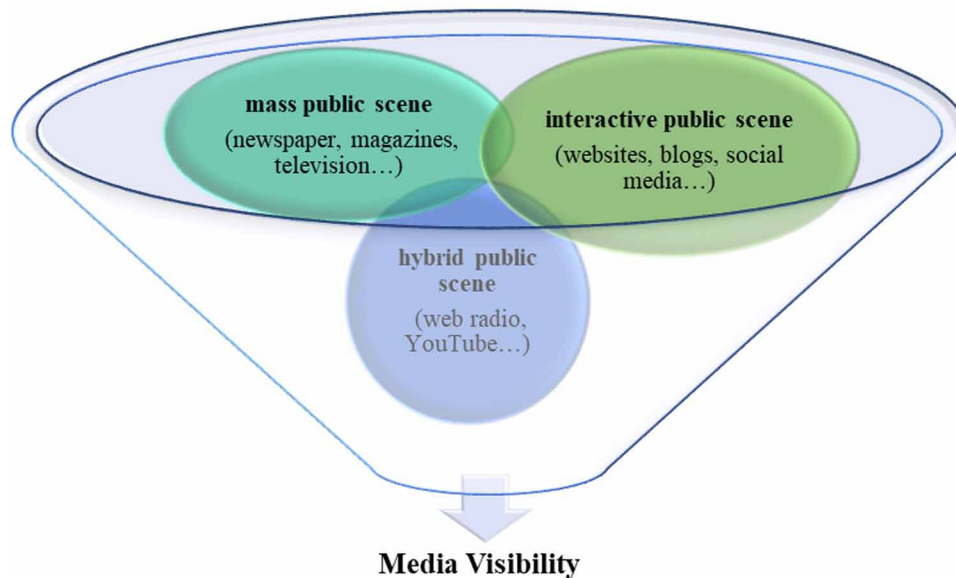 mass public scene
(newspaper, magazines,
television…)
interactive public scene
(websites, blogs, social
media…)
hybrid public
scene
(web radio,
YouTube…)
Media Visibility